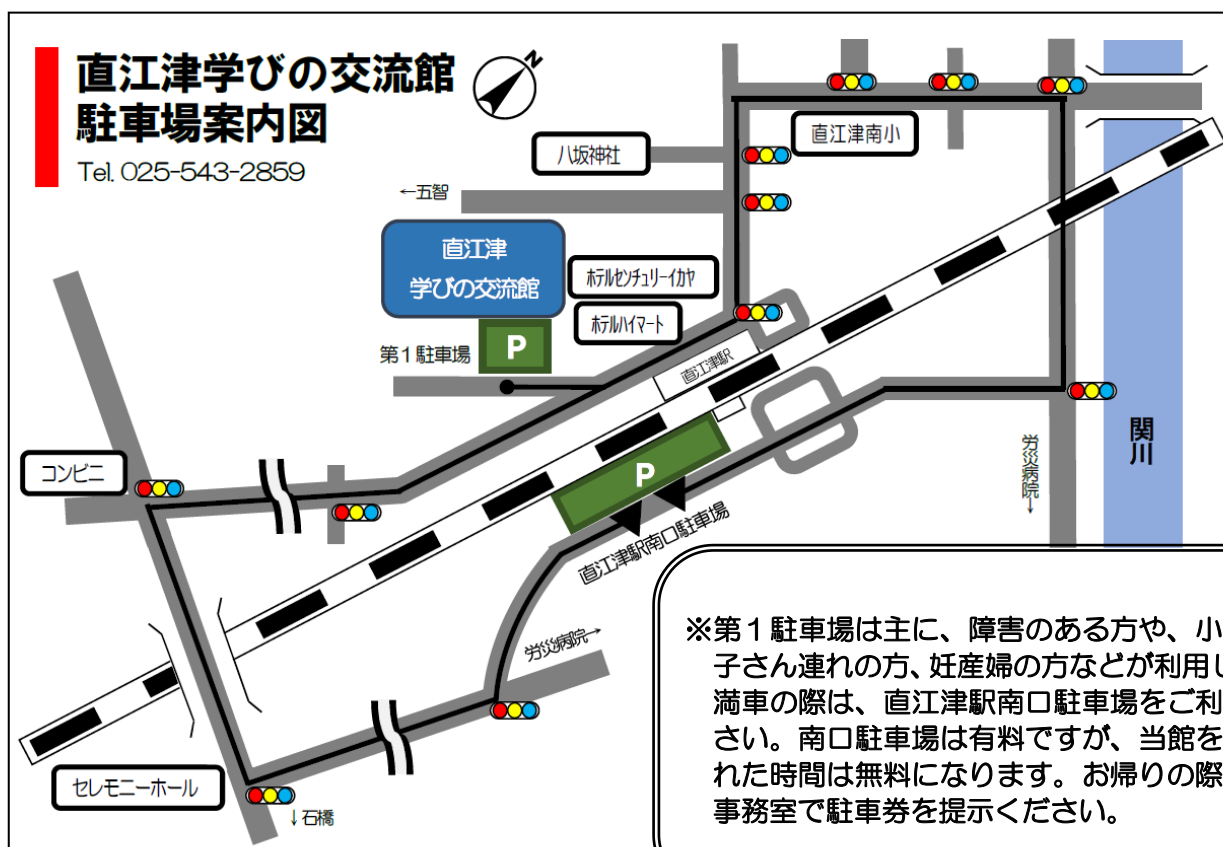 直江津学びの交流館
駐車場案内図
Tel. 025-543-2859
N
八坂神社
直江津南小
←五智
直江津
学びの交流館
ホテルセンチュリーイカヤ
ホテルハイマート
第１駐車場
P
直江津駅
コンビニ
P
直江津駅南口駐車場
関川
労災病院→
労災病院→
セレモニーホール
↓石橋
※第１駐車場は主に、障害のある方や、小
子さん連れの方、妊産婦の方などが利用し
満車の際は、直江津駅南口駐車場をご利
さい。南口駐車場は有料ですが、当館を
れた時間は無料になります。お帰りの際
事務室で駐車券を提示ください。